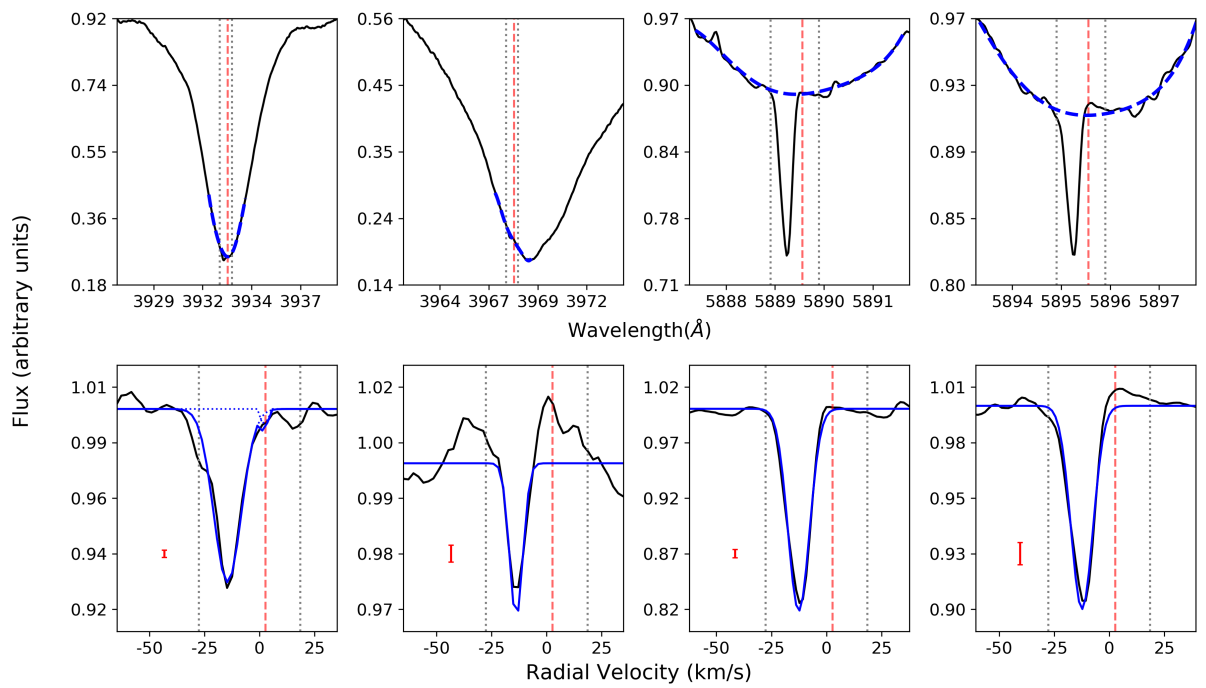 Flux (arbitrary units)
0.92 0.74 0.55 0.36 0.18
3929 3932 3934 3937
0.56 0.45 0.35 0.24 0.14
3964 3967 3969 3972
0.97 0.90 0.84 0.78 0.71
5888 5889 5890 5891
0.97 0.93 0.89 0.85 0.80
5894 5895 5896 5897
Wavelength(Å)
1.01 0.99 0.96 0.94 0.92
-50 -25 0 25
1.02 1.00 0.99 0.98 0.97
-50 -25 0 25
1.02 0.97 0.92 0.87 0.82
-50 -25 0 25
1.01 0.98 0.95 0.93 0.90
-50 -25 0 25
Radial Velocity (km/s)